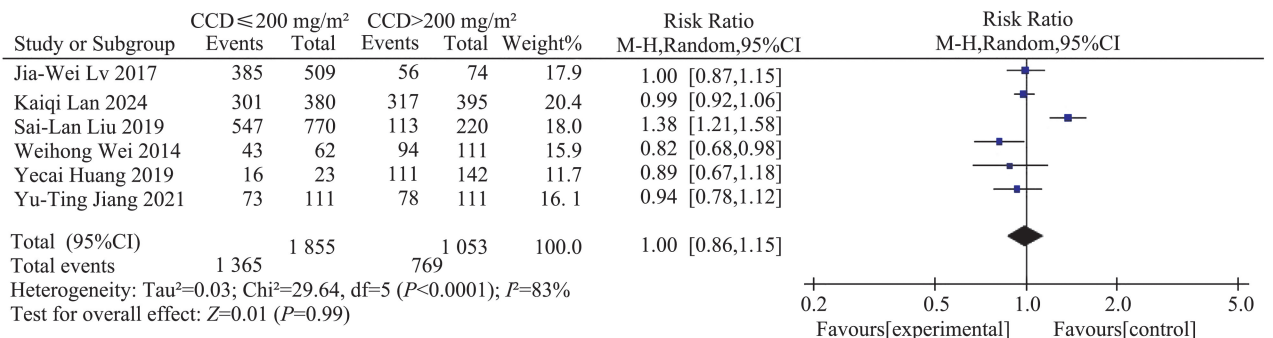 CCD⩽200 mg/m² CCD>200 mg/m² Risk Ratio Risk Ratio
Study or Subgroup Events Total Events Total Weight% M-H,Random,95%CI M-H,Random,95%CI
Jia-Wei Lv 2017 385 509 56 74 17.9 1.00 [0.87,1.15]
Kaiqi Lan 2024 301 380 317 395 20.4 0.99 [0.92,1.06]
Sai-Lan Liu 2019 547 770 113 220 18.0 1.38 [1.21,1.58]
Weihong Wei 2014 43 62 94 111 15.9 0.82 [0.68,0.98]
Yecai Huang 2019 16 23 111 142 11.7 0.89 [0.67,1.18]
Yu-Ting Jiang 2021 73 111 78 111 16. 1 0.94 [0.78,1.12]
Total (95%CI) 1 855 1 053 100.0 1.00 [0.86,1.15]
Total events 1 365 769
Heterogeneity: Tau²=0.03; Chi²=29.64, df=5 (P<0.0001); I²=83%
Test for overall effect: Z=0.01 (P=0.99)
0.2 0.5 1.0 2.0 5.0
Favours[experimental] Favours[control]